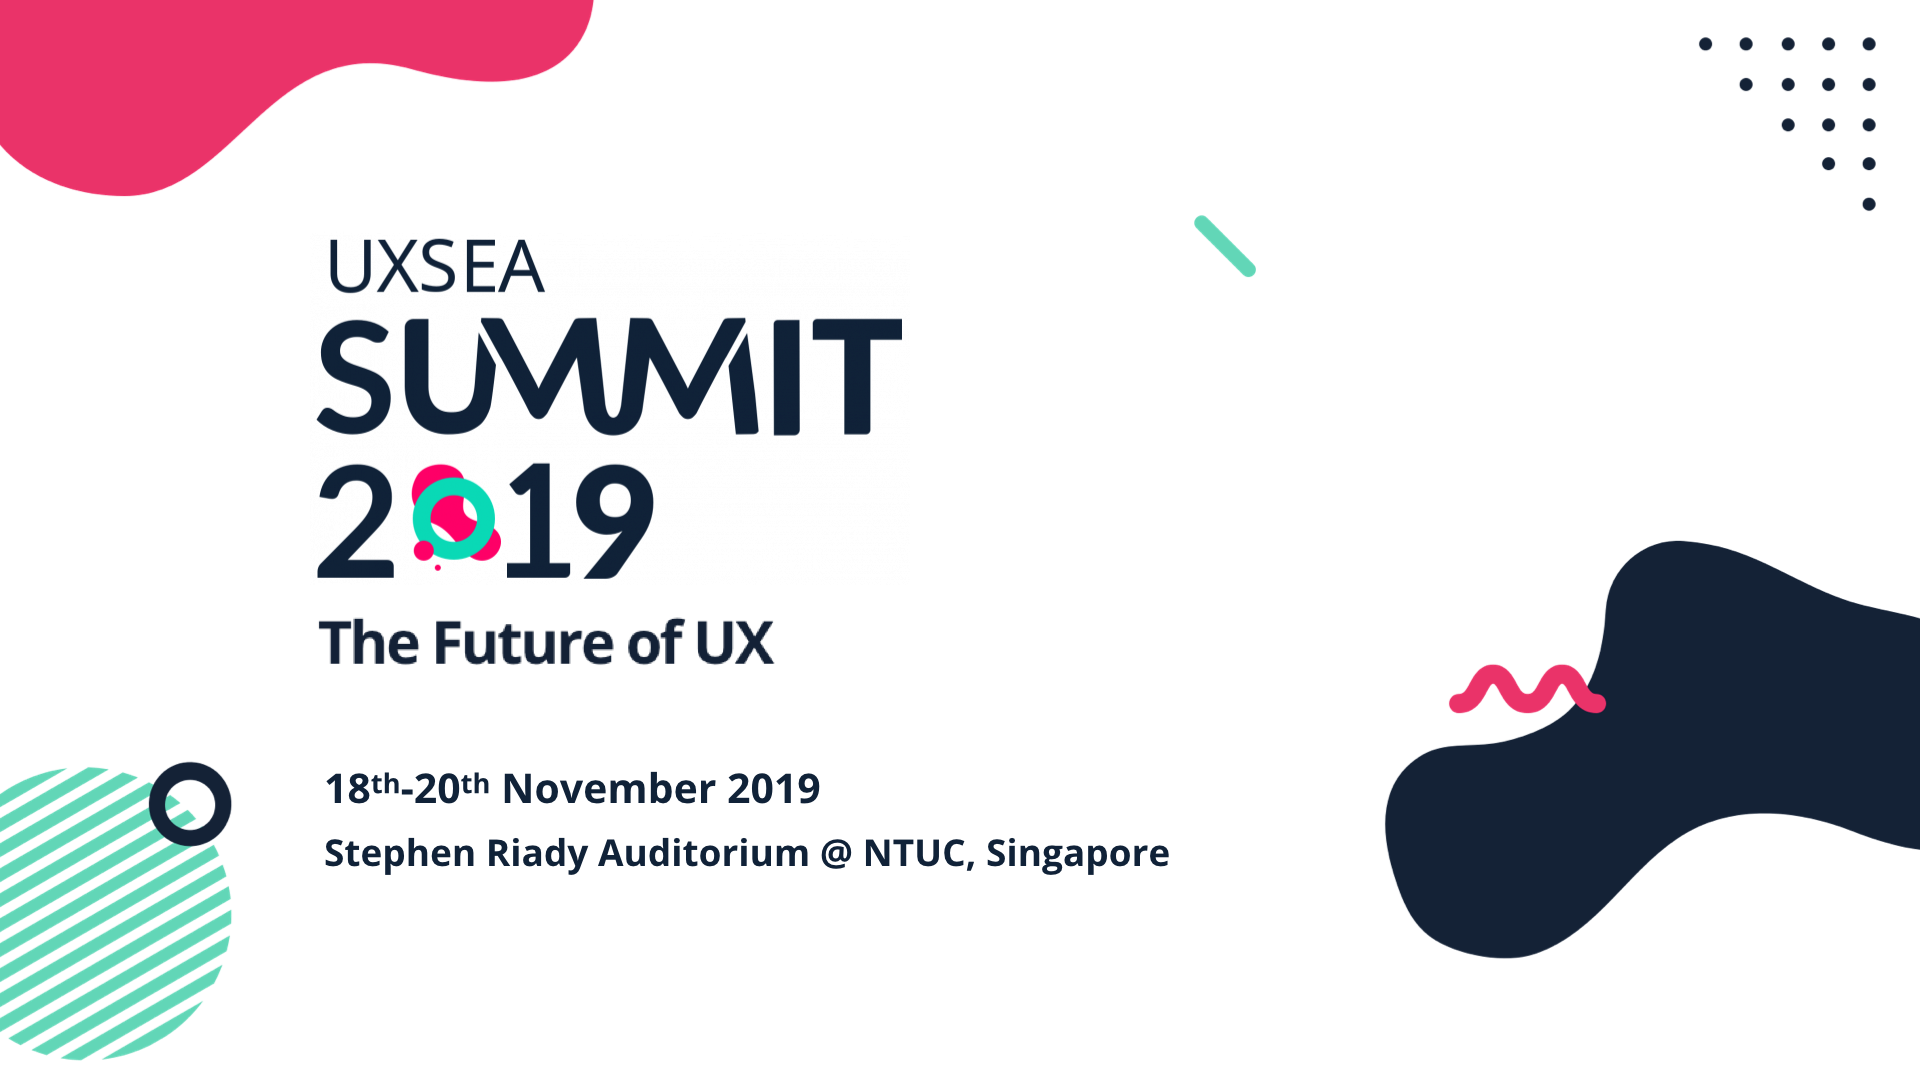 UXSEA
SUMMIT
2019
The Future of UX
18th-20th November 2019
Stephen Riady Auditorium @ NTUC, Singapore